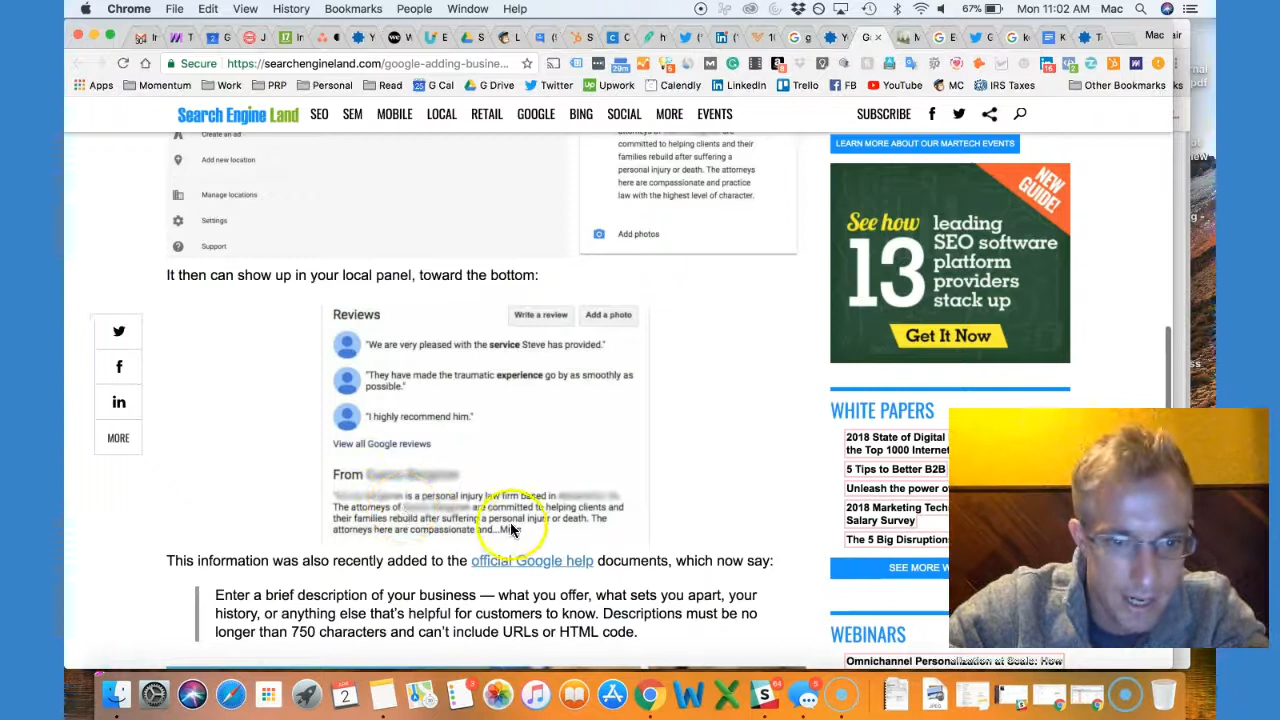 Chrome File Edit View History Bookmarks People Window Help 67% Mon 11:02 AM Mac
Mac air
Secure https://searchengineland.com/google-adding-busine...
Apps Momentum Work PRP Personal Read G Cal G Drive Twitter Upwork Calendly LinkedIn Trello FB YouTube MC IRS Taxes Other Bookmarks
Search Engine Land SEO SEM MOBILE LOCAL RETAIL GOOGLE BING SOCIAL MORE EVENTS SUBSCRIBE
Create an ad
Add new location
Manage locations
Settings
Support
committed to helping clients and their
families rebuild after suffering a
personal injury or death. The attorneys
here are compassionate and practice
law with the highest level of character.
Add photos
It then can show up in your local panel, toward the bottom:
Reviews Write a review Add a photo
"We are very pleased with the service Steve has provided."
"They have made the traumatic experience go by as smoothly as
possible."
"I highly recommend him."
View all Google reviews
From
is a personal injury law firm based in
The attorneys of are committed to helping clients and
their families rebuild after suffering a personal injury or death. The
attorneys here are compassionate and...
This information was also recently added to the official Google help documents, which now say:
Enter a brief description of your business — what you offer, what sets you apart, your
history, or anything else that's helpful for customers to know. Descriptions must be no
longer than 750 characters and can't include URLs or HTML code.
MORE
LEARN MORE ABOUT OUR MARTECH EVENTS
NEW GUIDE!
See how 13 leading
SEO software
platform
providers
stack up
Get It Now
WHITE PAPERS
2018 State of Digital
the Top 1000 Internet
5 Tips to Better B2B
Unleash the power o
2018 Marketing Tech
Salary Survey
The 5 Big Disruption
SEE MORE W
WEBINARS
Omnichannel Personalization at Scale: How